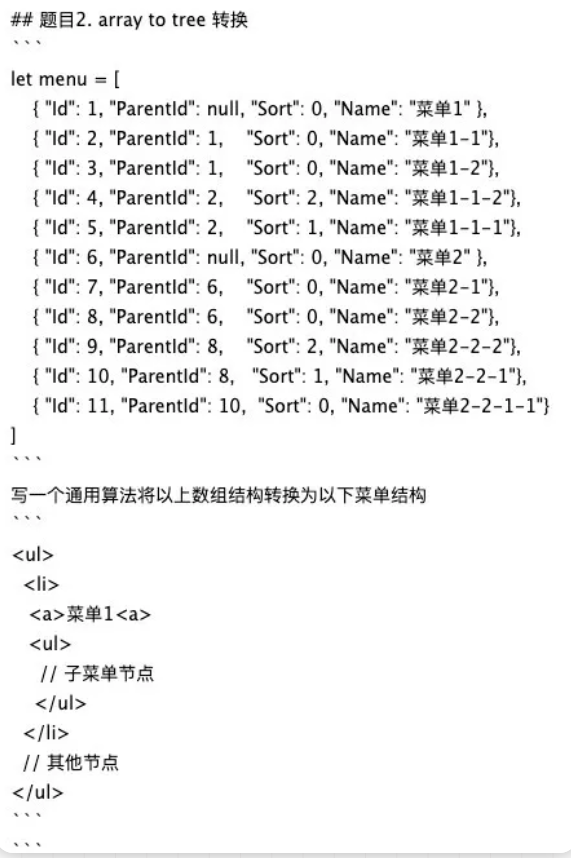 ## 题目2. array to tree 转换
```
let menu = [
{ "Id": 1, "ParentId": null, "Sort": 0, "Name": "菜单1" },
{ "Id": 2, "ParentId": 1, "Sort": 0, "Name": "菜单1-1"},
{ "Id": 3, "ParentId": 1, "Sort": 0, "Name": "菜单1-2"},
{ "Id": 4, "ParentId": 2, "Sort": 2, "Name": "菜单1-1-2"},
{ "Id": 5, "ParentId": 2, "Sort": 1, "Name": "菜单1-1-1"},
{ "Id": 6, "ParentId": null, "Sort": 0, "Name": "菜单2" },
{ "Id": 7, "ParentId": 6, "Sort": 0, "Name": "菜单2-1"},
{ "Id": 8, "ParentId": 6, "Sort": 0, "Name": "菜单2-2"},
{ "Id": 9, "ParentId": 8, "Sort": 2, "Name": "菜单2-2-2"},
{ "Id": 10, "ParentId": 8, "Sort": 1, "Name": "菜单2-2-1"},
{ "Id": 11, "ParentId": 10, "Sort": 0, "Name": "菜单2-2-1-1"}
]
```
写一个通用算法将以上数组结构转换为以下菜单结构
```
<ul>
<li>
<a>菜单1<a>
<ul>
// 子菜单节点
</ul>
</li>
// 其他节点
</ul>
```
```